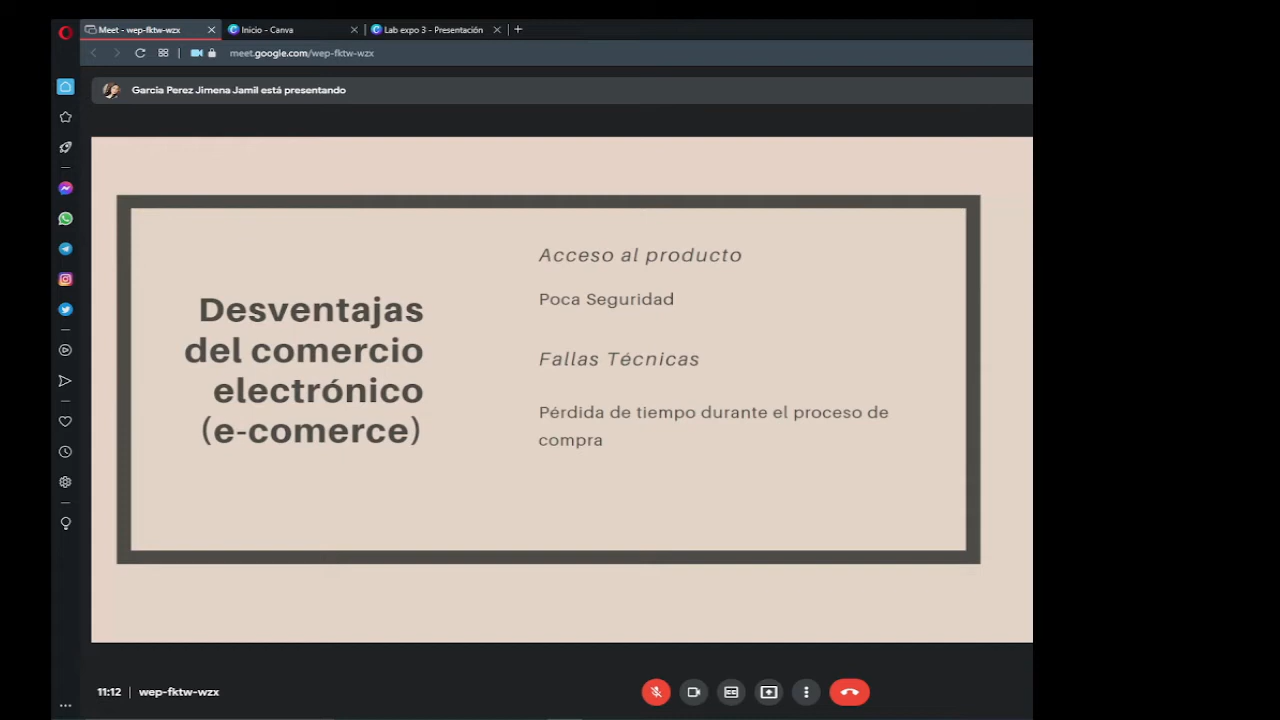 Meet - wep-fktw-wzx
Inicio - Canva
Lab expo 3 - Presentación
meet.google.com/wep-fktw-wzx
Garcia Perez Jimena Jamil está presentando
Desventajas
del comercio
electrónico
(e-comerce)
Acceso al producto
Poca Seguridad
Fallas Técnicas
Pérdida de tiempo durante el proceso de
compra
11:12 | wep-fktw-wzx